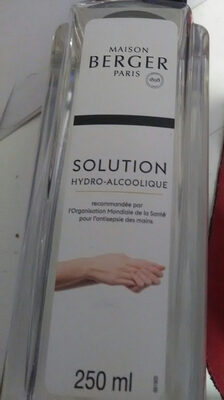 MAISON
BERGER
PARIS
1898
SOLUTION
HYDRO-ALCOOLIQUE
recommandée par
l'Organisation Mondiale de la Santé
pour l'antisepsie des mains
250 ml